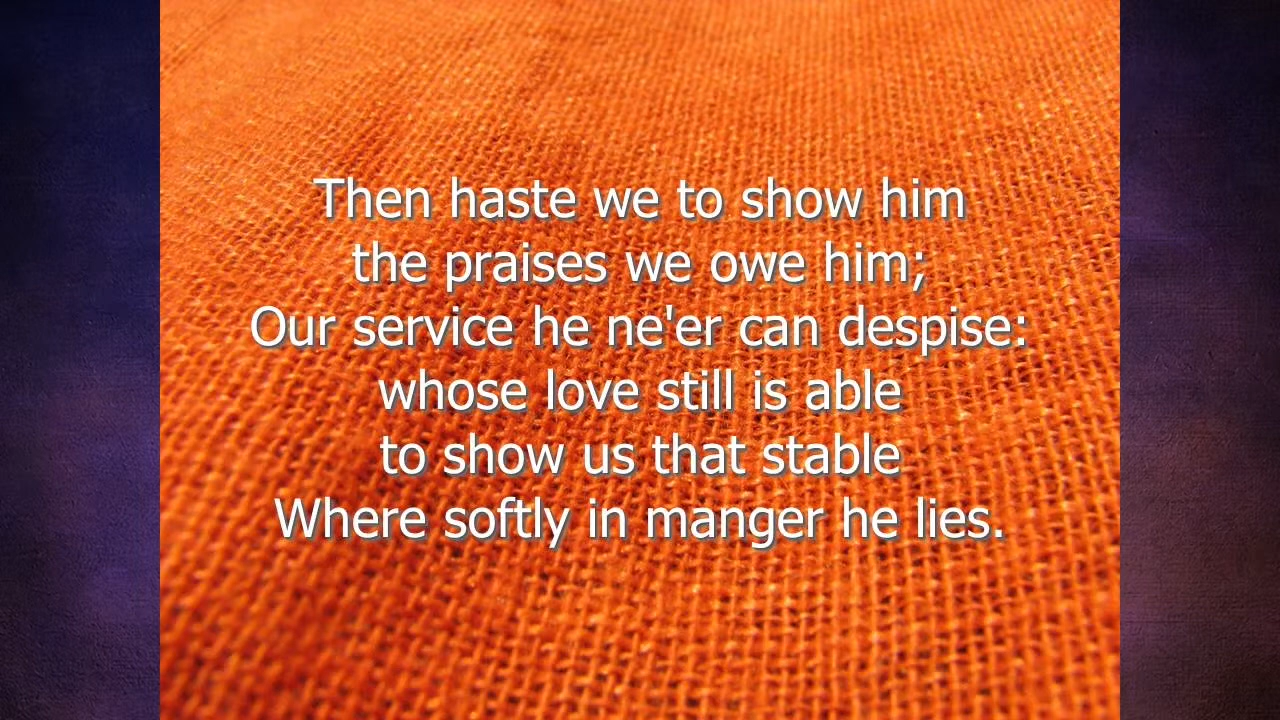 Then haste we to show him
the praises we owe him;
Our service he ne'er can despise:
whose love still is able
to show us that stable
Where softly in manger he lies.